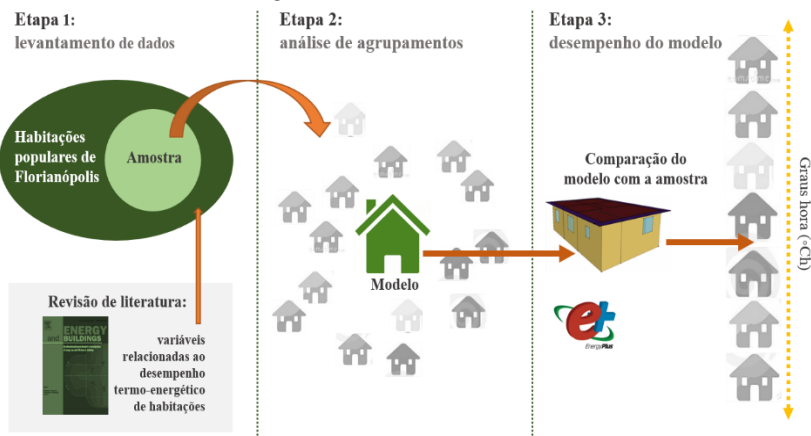 Etapa 1:
levantamento de dados
Habitações
populares de
Florianópolis
Amostra
Revisão de literatura:
ENERGY
and BUILDINGS
variáveis
relacionadas ao
desempenho
termo-energético
de habitações
Etapa 2:
análise de agrupamentos
Modelo
Etapa 3:
desempenho do modelo
Comparação do
modelo com a amostra
EnergyPlus
Graus hora (°Ch)